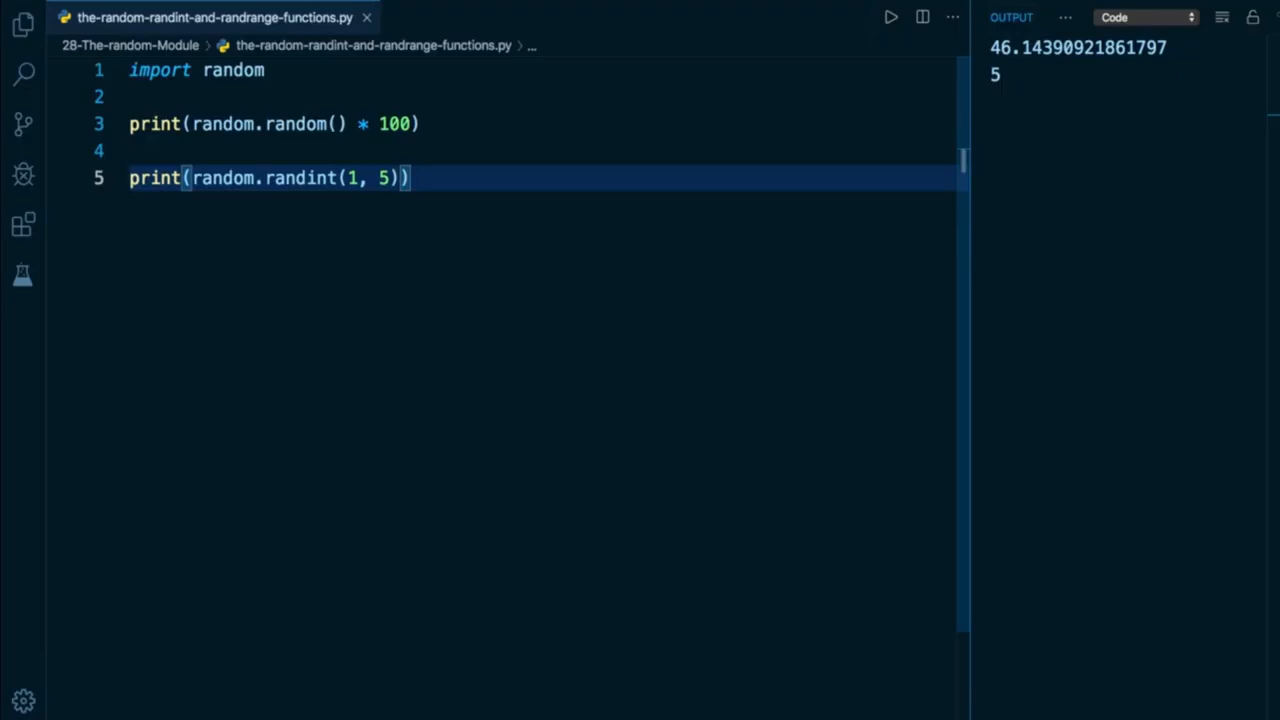 the-random-randint-and-randrange-functions.py
28-The-random-Module the-random-randint-and-randrange-functions.py ...
1 import random
2
3 print(random.random() * 100)
4
5 print(random.randint(1, 5))
OUTPUT ... Code
46.14390921861797
5